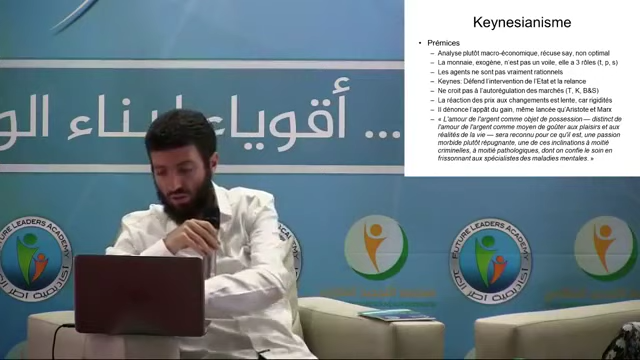 Keynesianisme
• Prémices
– Analyse plutôt macro-économique, récuse say, non optimal
– La monnaie, exogène, n'est pas un voile, elle a 3 rôles (t, p, s)
– Les agents ne sont pas vraiment rationnels
– Keynes: Défend l'intervention de l'Etat et la relance
– Ne croit pas à l'autorégulation des marchés (T, K, B&S)
– La réaction des prix aux changements est lente, car rigidités
– Il dénonce l'appât du gain, même lancée qu'Aristote et Marx
– « L'amour de l'argent comme objet de possession — distinct de
l'amour de l'argent comme moyen de goûter aux plaisirs et aux
réalités de la vie — sera reconnu pour ce qu'il est, une passion
morbide plutôt répugnante, une de ces inclinations à moitié
criminelles, à moitié pathologiques, dont on confie le soin en
frissonnant aux spécialistes des maladies mentales. »
... أقوياء لبناء
FUTURE LEADERS ACADEMY
FUTURE LEADERS ACADEMY